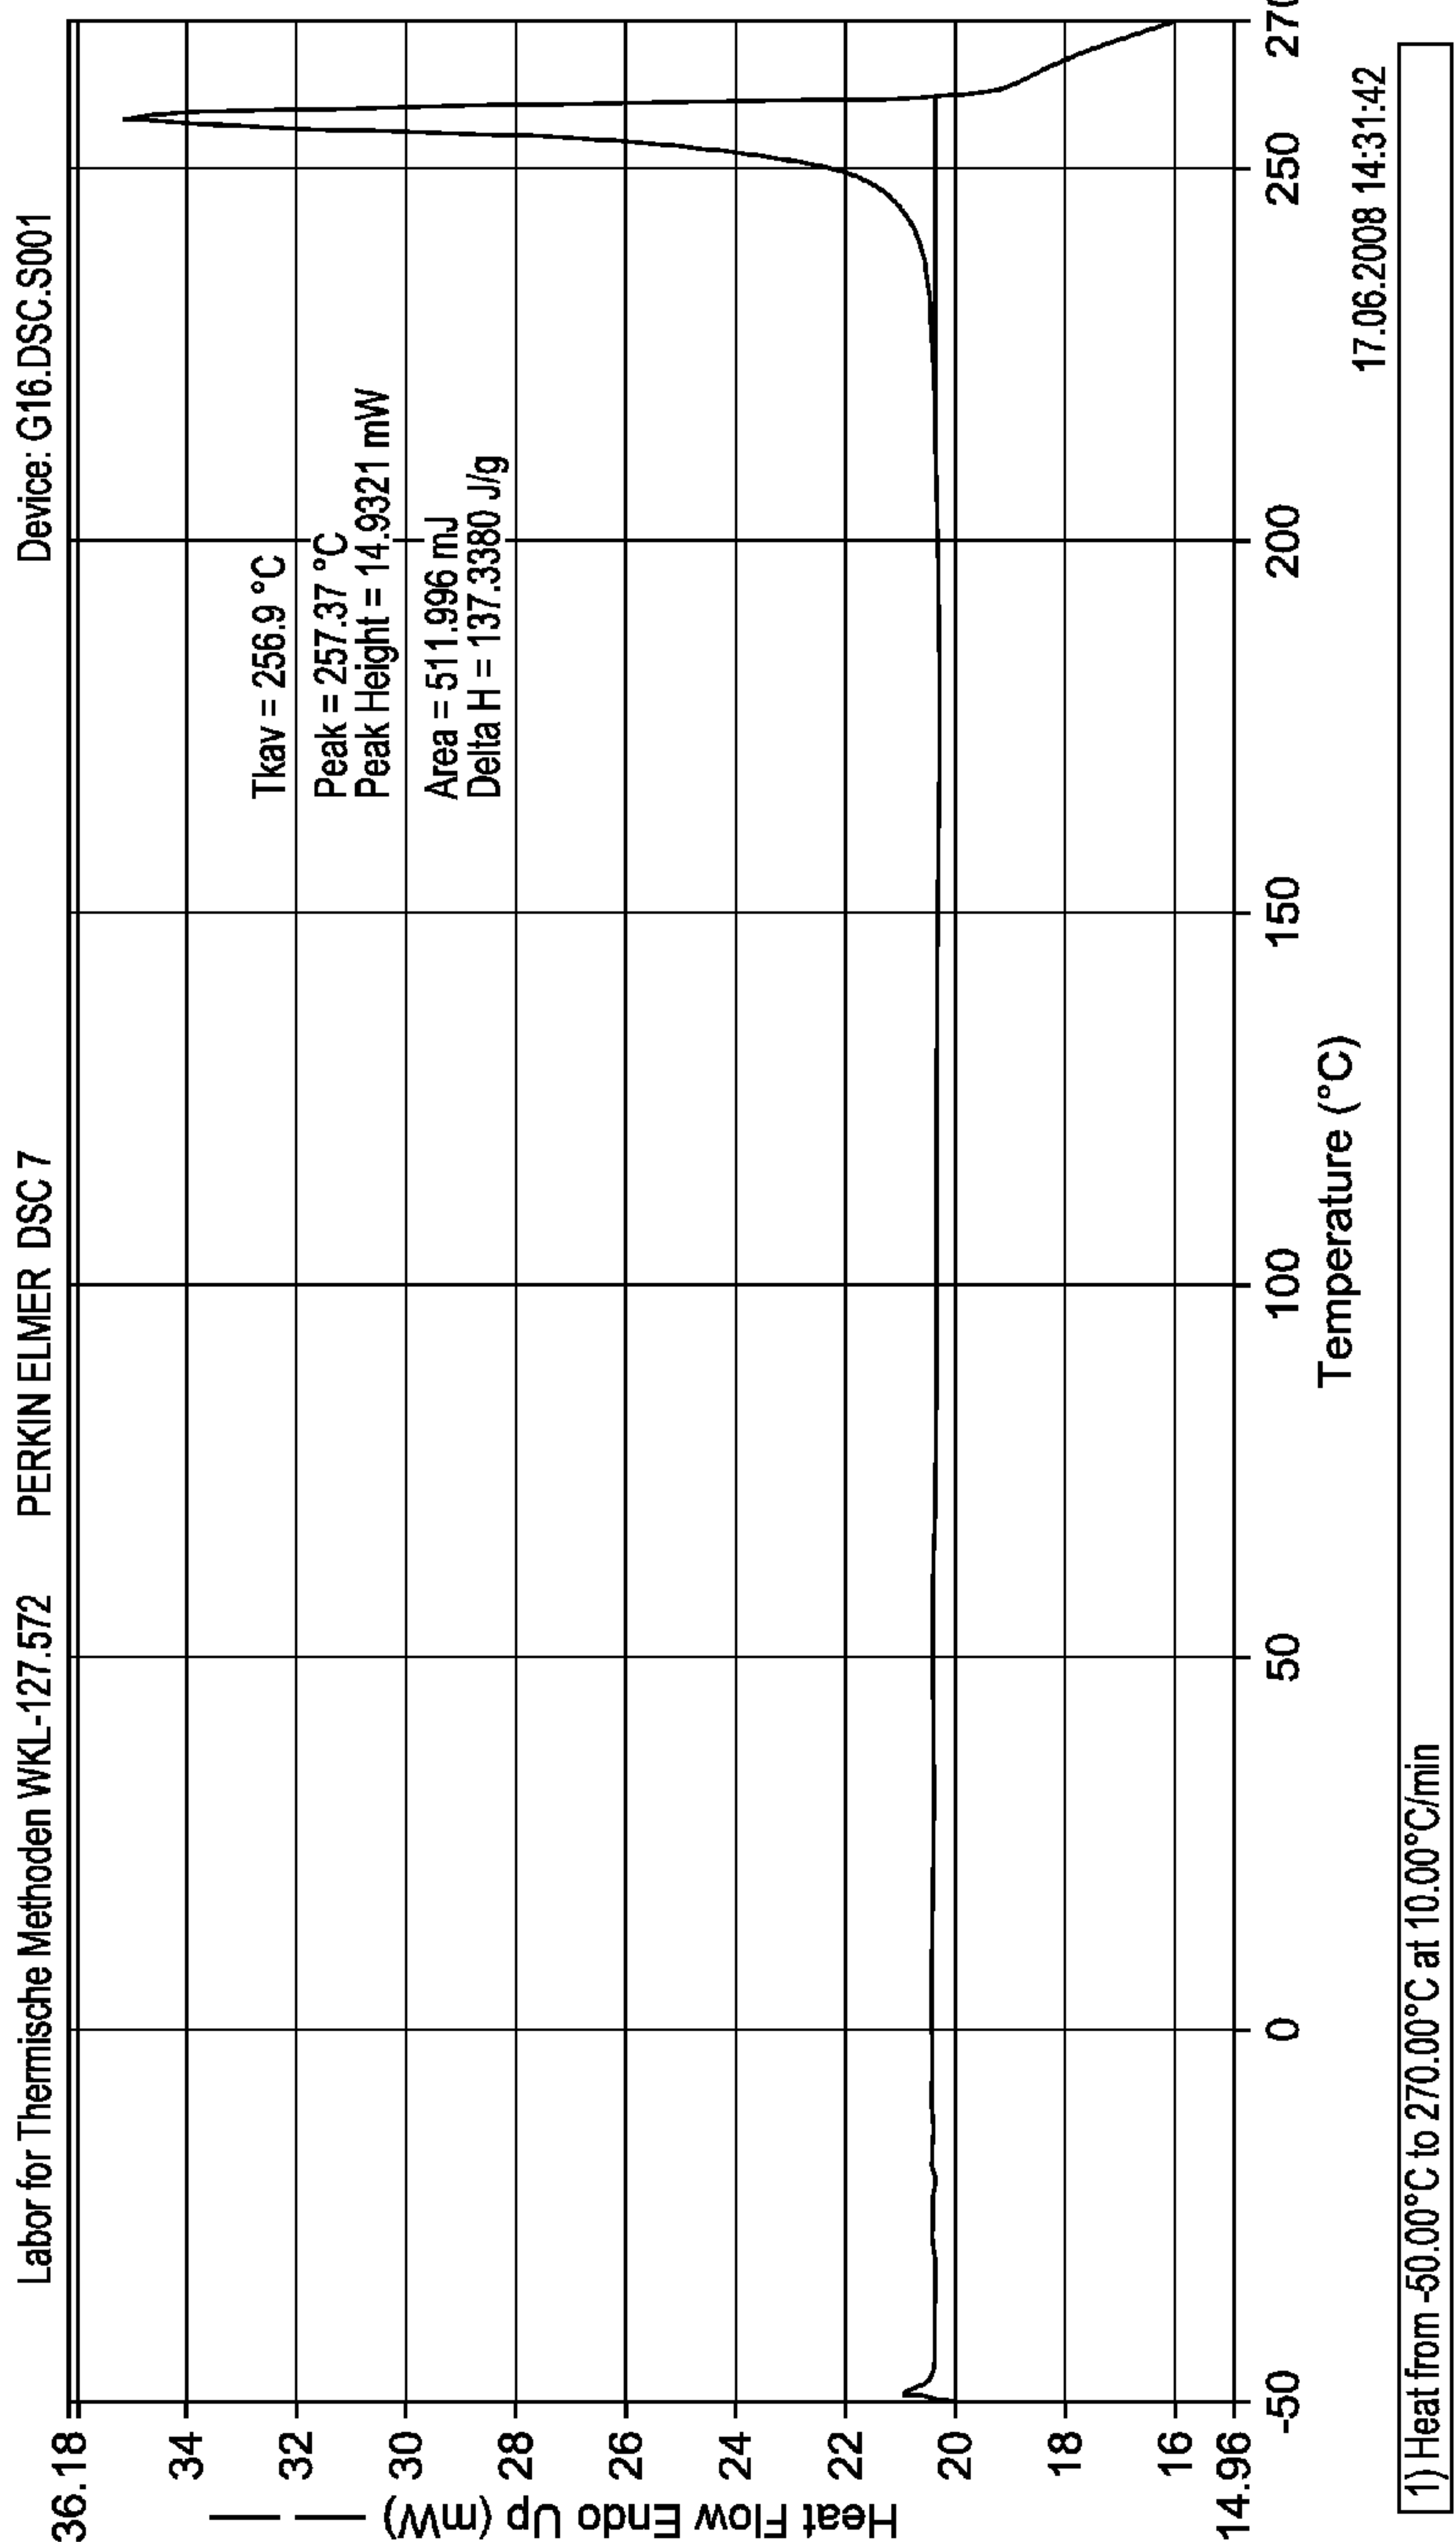 Labor for Thermische Methoden WKL-127.572 PERKIN ELMER DSC 7 Device: G16.DSC.S001
36.18
34
32
30
28
26
24
22
20
18
16
14.96
Heat Flow Endo Up (mW)
Tkav = 256.9 °C
Peak = 257.37 °C
Peak Height = 14.9321 mW
Area = 511.996 mJ
Delta H = 137.3380 J/g
-50 0 50 100 150 200 250 270
Temperature (°C)
17.06.2008 14:31:42
1) Heat from -50.00°C to 270.00°C at 10.00°C/min